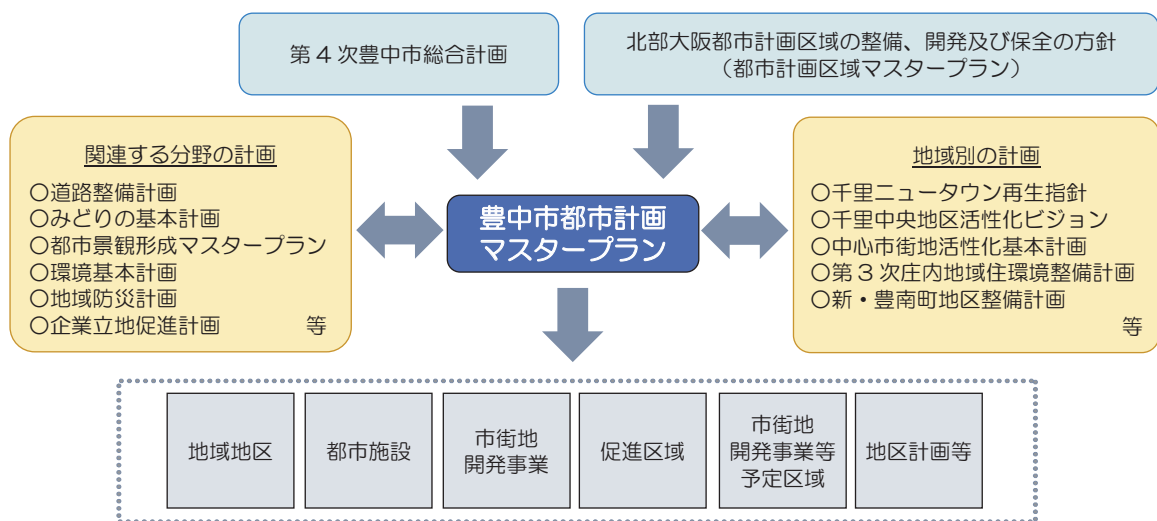 第4次豊中市総合計画
北部大阪都市計画区域の整備、開発及び保全の方針
(都市計画区域マスタープラン)
関連する分野の計画
〇道路整備計画
〇みどりの基本計画
〇都市景観形成マスタープラン
〇環境基本計画
〇地域防災計画
〇企業立地促進計画 等
豊中市都市計画
マスタープラン
地域別の計画
〇千里ニュータウン再生指針
〇千里中央地区活性化ビジョン
〇中心市街地活性化基本計画
〇第3次庄内地域住環境整備計画
〇新・豊南町地区整備計画
等
地域地区
都市施設
市街地
開発事業
促進区域
市街地
開発事業等
予定区域
地区計画等